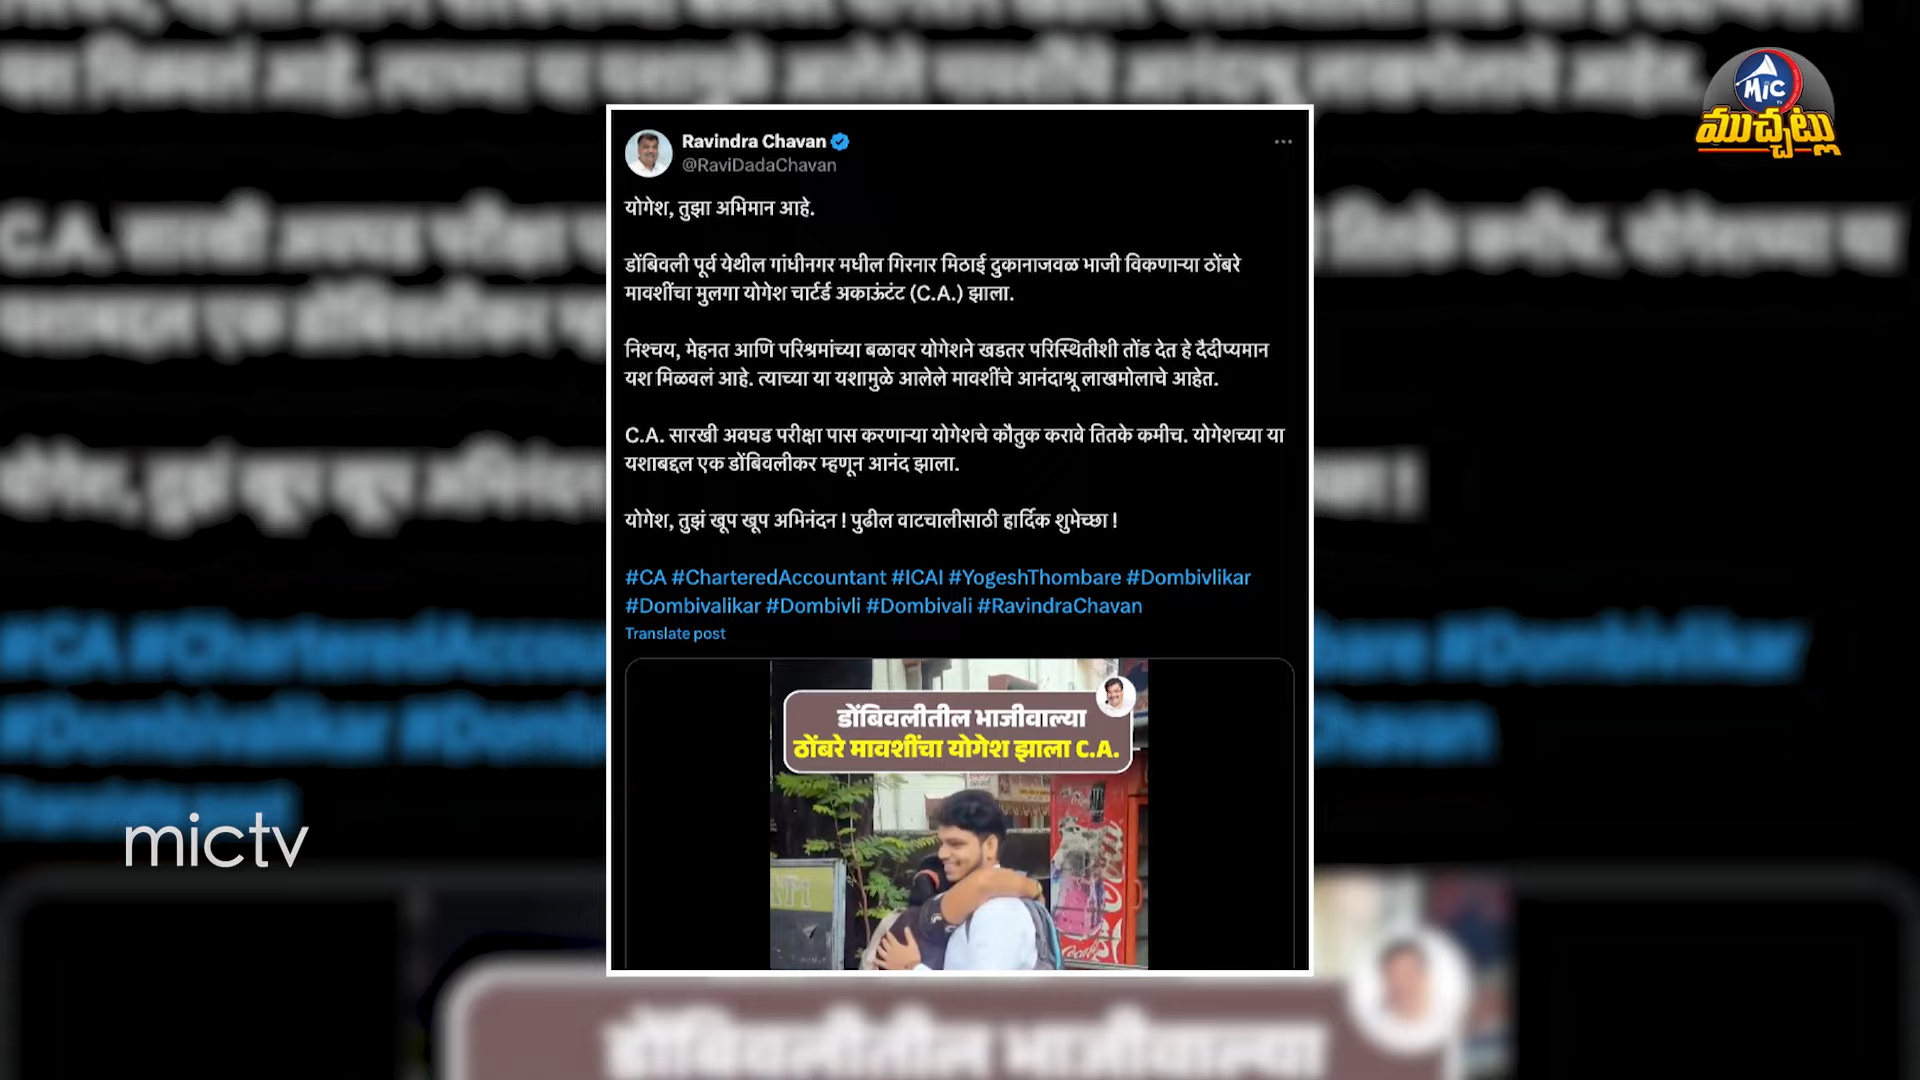 MiC
ముచ్చట్లు
Ravindra Chavan
@RaviDadaChavan
योगेश, तुझा अभिमान आहे.
डोंबिवली पूर्व येथील गांधीनगर मधील गिरनार मिठाई दुकानाजवळ भाजी विकणाऱ्या ठोंबरे
मावशींचा मुलगा योगेश चार्टर्ड अकाऊंटंट (C.A.) झाला.
निश्चय, मेहनत आणि परिश्रमांच्या बळावर योगेशने खडतर परिस्थितीशी तोंड देत हे दैदीप्यमान
यश मिळवलं आहे. त्याच्या या यशामुळे आलेले मावशींचे आनंदाश्रू लाखमोलाचे आहेत.
C.A. सारखी अवघड परीक्षा पास करणाऱ्या योगेशचे कौतुक करावे तितके कमीच. योगेशच्या या
यशाबद्दल एक डोंबिवलीकर म्हणून आनंद झाला.
योगेश, तुझं खूप खूप अभिनंदन ! पुढील वाटचालीसाठी हार्दिक शुभेच्छा !
#CA #CharteredAccountant #ICAI #YogeshThombare #Dombivlikar
#Dombivalikar #Dombivli #Dombivali #RavindraChavan
Translate post
डोंबिवलीतील भाजीवाल्या
ठोंबरे मावशींचा योगेश झाला C.A.
mictv